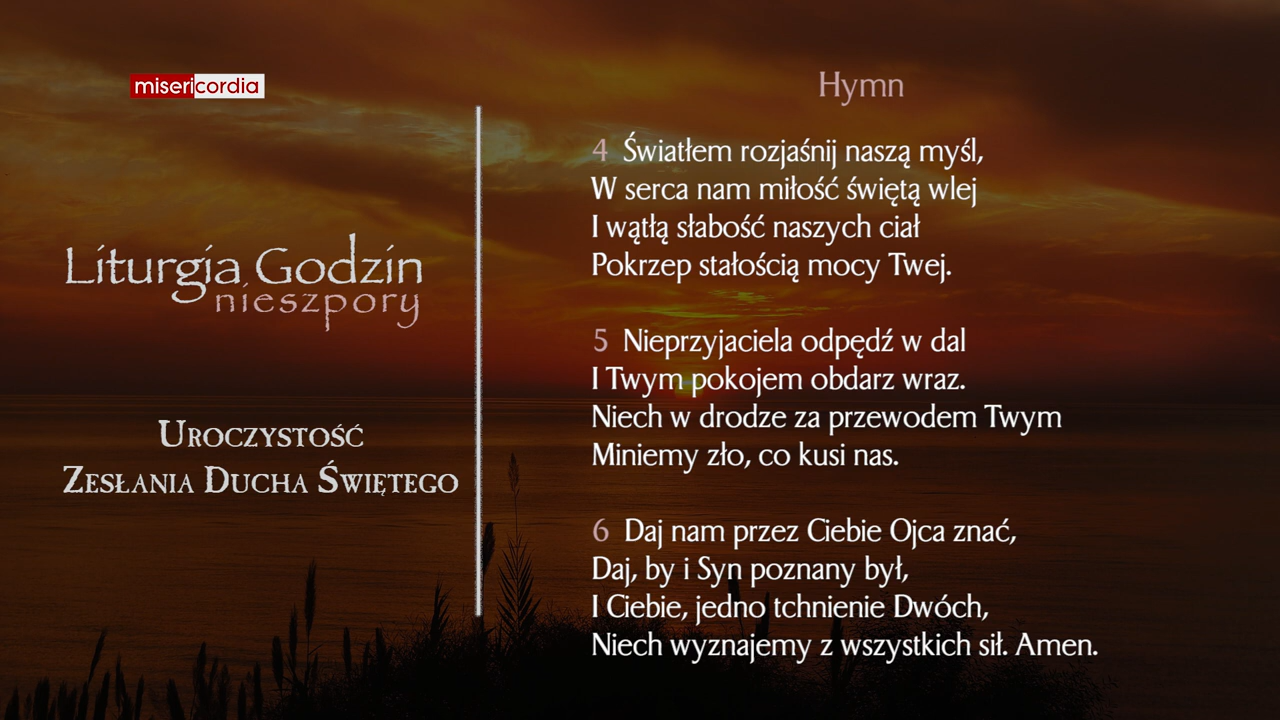 misericordia
Liturgia Godzin
nieszpory
Uroczystość
Zesłania Ducha Świętego
Hymn
4 Światłem rozjaśnij naszą myśl,
W serca nam miłość świętą wlej
I wątłą słabość naszych ciał
Pokrzep stałością mocy Twej.
5 Nieprzyjaciela odpędź w dal
I Twym pokojem obdarz wraz.
Niech w drodze za przewodem Twym
Miniemy zło, co kusi nas.
6 Daj nam przez Ciebie Ojca znać,
Daj, by i Syn poznany był,
I Ciebie, jedno tchnienie Dwóch,
Niech wyznajemy z wszystkich sił. Amen.